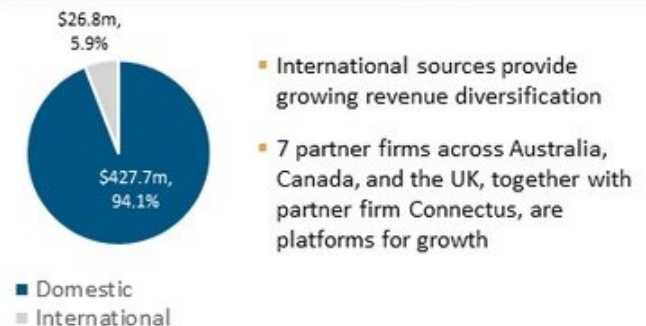 $26.8m,
5.9%
$427.7m,
94.1%
Domestic
International
International sources provide
growing revenue diversification
7 partner firms across Australia,
Canada, and the UK, together with
partner firm Connectus, are
platforms for growth